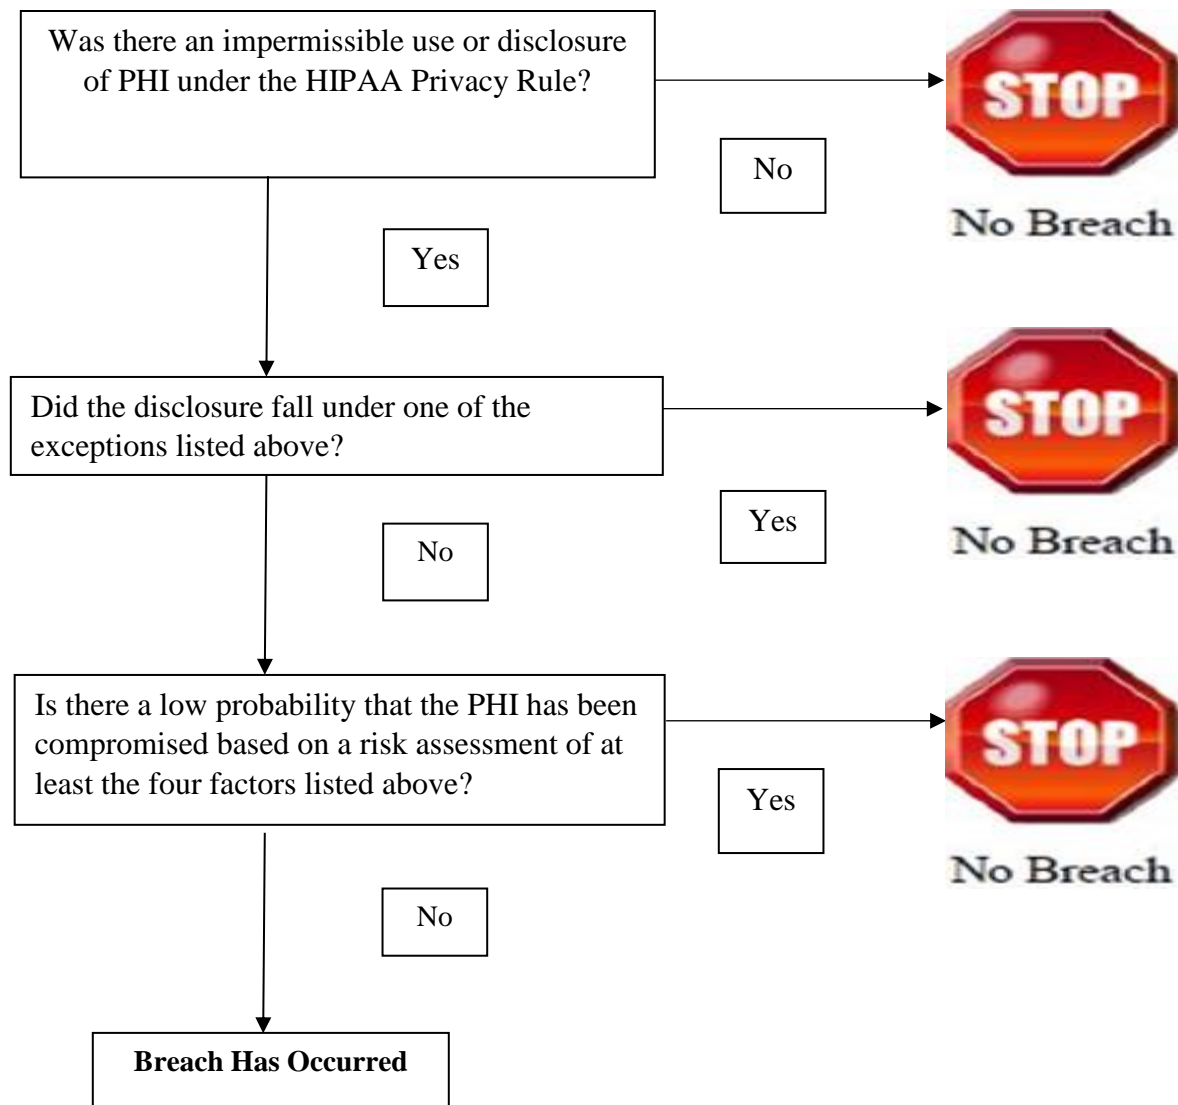 Was there an impermissible use or disclosure
of PHI under the HIPAA Privacy Rule?
STOP
No
No Breach
Yes
Did the disclosure fall under one of the
exceptions listed above?
STOP
Yes
No Breach
No
Is there a low probability that the PHI has been
compromised based on a risk assessment of at
least the four factors listed above?
STOP
Yes
No Breach
No
Breach Has Occurred